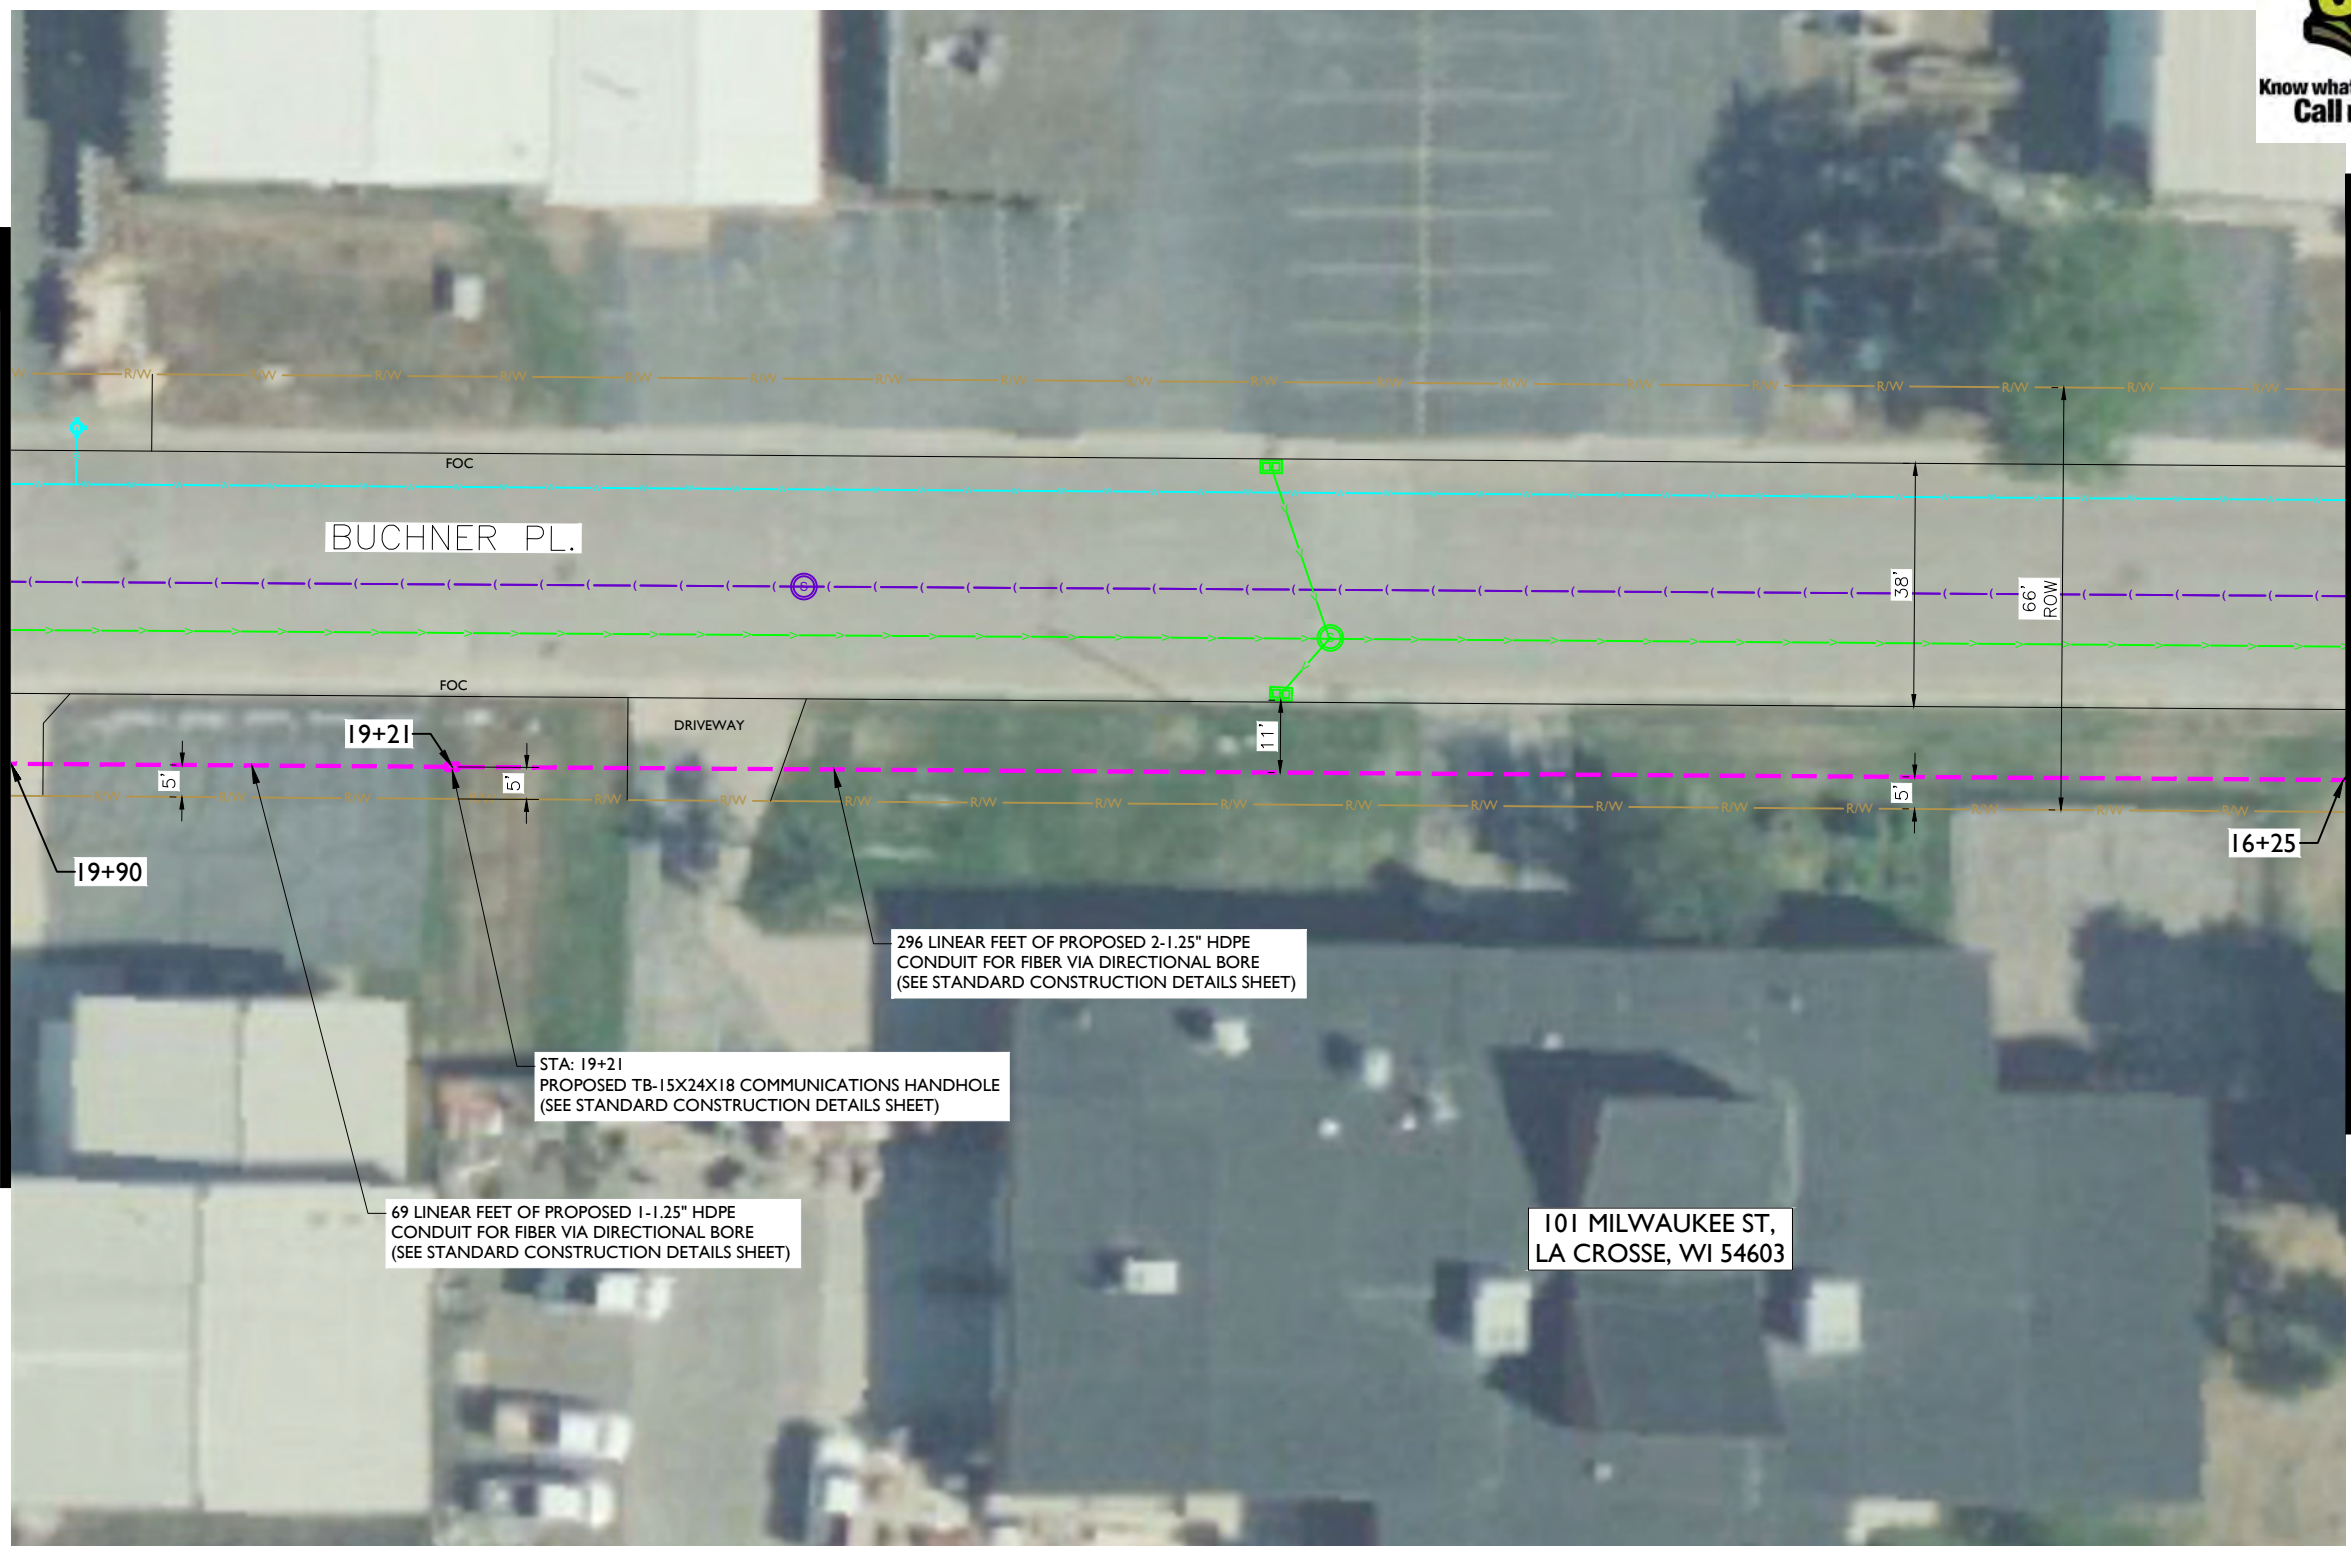 Know what
Call
R/W R/W R/W R/W R/W R/W R/W R/W R/W R/W R/W R/W R/W R/W R/W R/W R/W R/W
FOC
BUCHNER PL.
S
38'
66'
ROW
FOC
DRIVEWAY
19+21
11'
5'
5'
5'
R/W R/W R/W R/W R/W R/W R/W R/W R/W R/W R/W R/W R/W R/W R/W R/W R/W
16+25
19+90
296 LINEAR FEET OF PROPOSED 2-1.25" HDPE
CONDUIT FOR FIBER VIA DIRECTIONAL BORE
(SEE STANDARD CONSTRUCTION DETAILS SHEET)
STA: 19+21
PROPOSED TB-15X24X18 COMMUNICATIONS HANDHOLE
(SEE STANDARD CONSTRUCTION DETAILS SHEET)
69 LINEAR FEET OF PROPOSED 1-1.25" HDPE
CONDUIT FOR FIBER VIA DIRECTIONAL BORE
(SEE STANDARD CONSTRUCTION DETAILS SHEET)
101 MILWAUKEE ST,
LA CROSSE, WI 54603